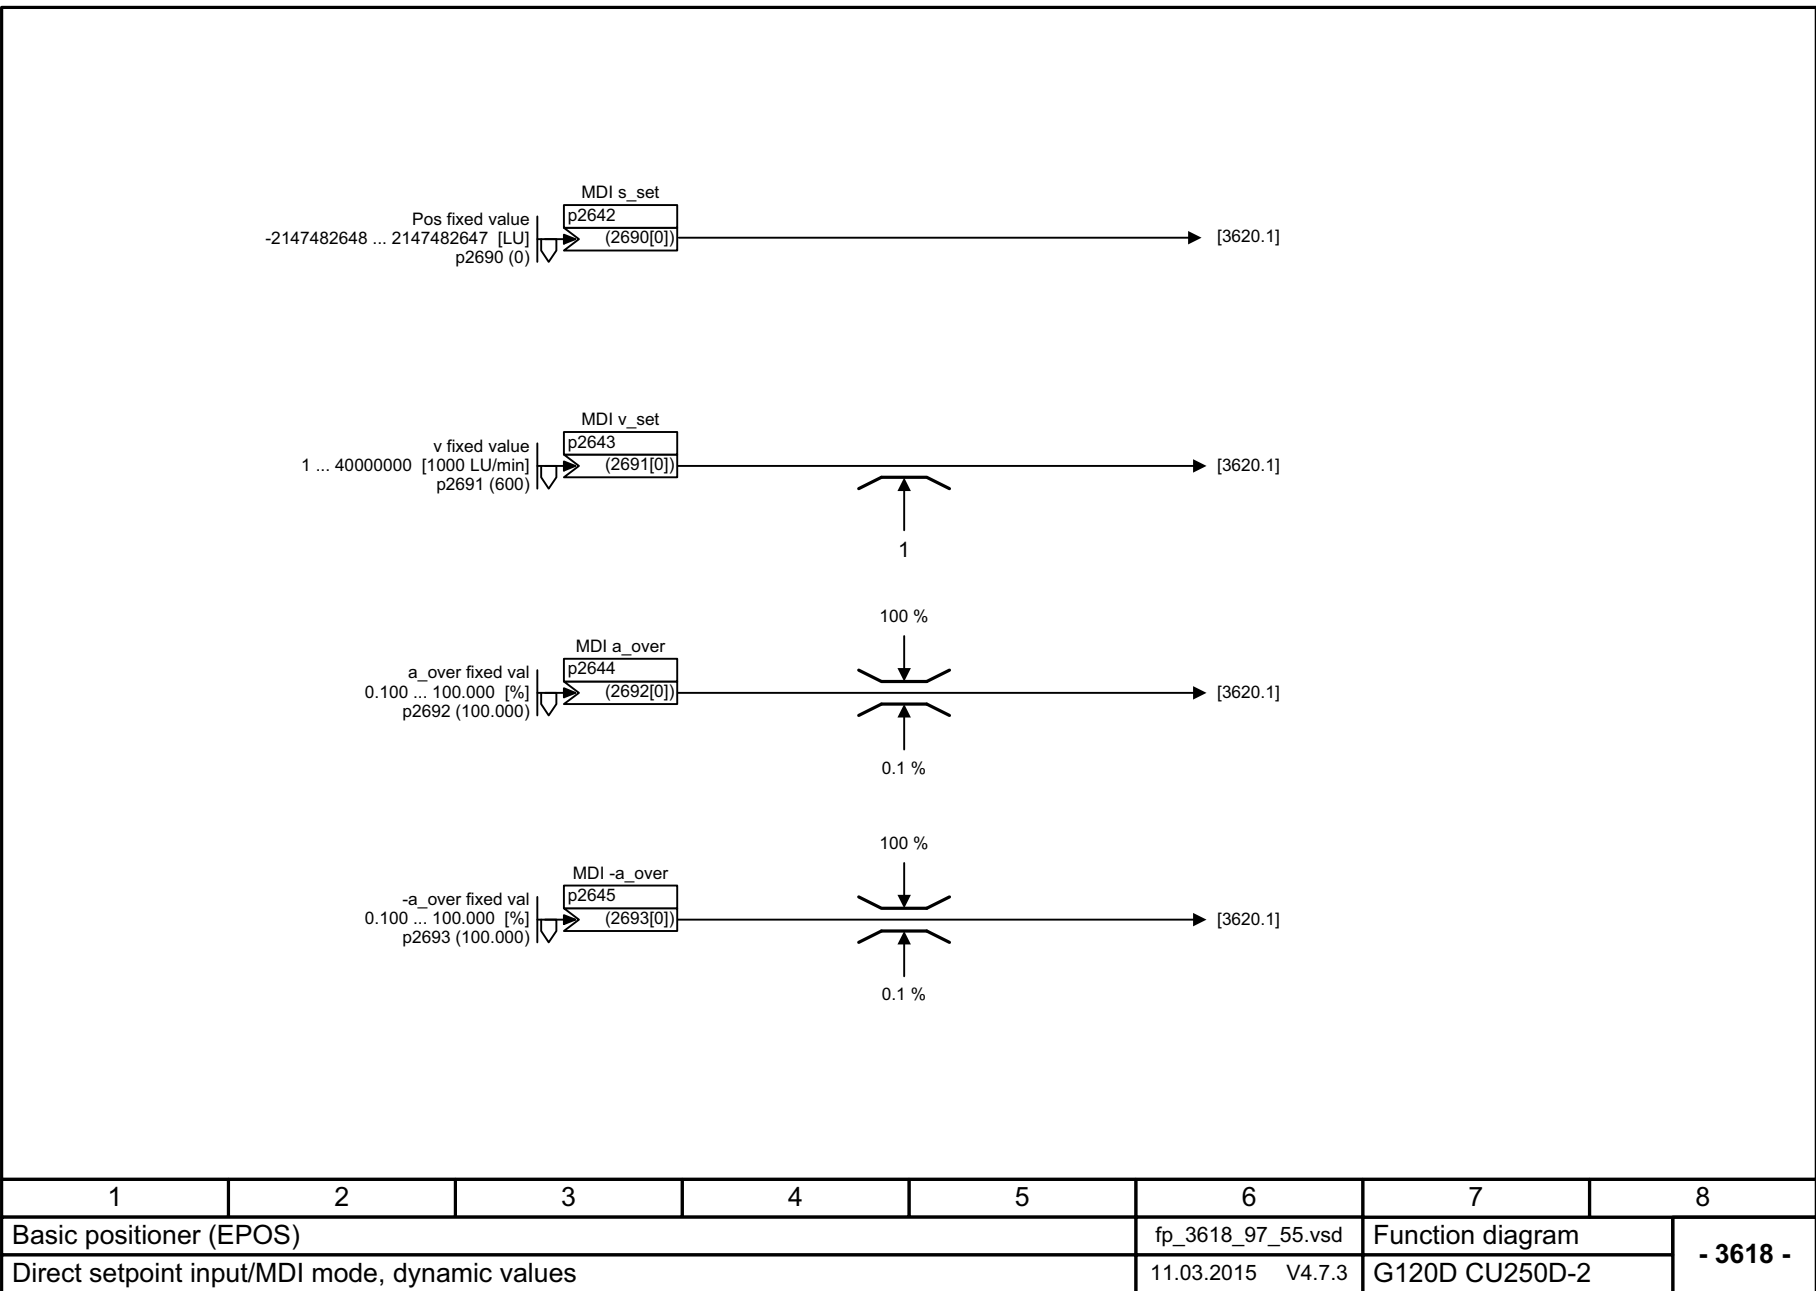 MDI s_set
Pos fixed value
p2642
-2147482648 ... 2147482647 [LU]
(2690[0])
[3620.1]
p2690 (0)
MDI v_set
v fixed value
p2643
1 ... 40000000 [1000 LU/min]
(2691[0])
[3620.1]
p2691 (600)
1
100 %
MDI a_over
a_over fixed val
p2644
0.100 ... 100.000 [%]
(2692[0])
[3620.1]
p2692 (100.000)
0.1 %
100 %
MDI -a_over
-a_over fixed val
p2645
0.100 ... 100.000 [%]
(2693[0])
[3620.1]
p2693 (100.000)
0.1 %
1 2 3 4 5 6 7 8
Basic positioner (EPOS) fp_3618_97_55.vsd Function diagram
- 3618 -
Direct setpoint input/MDI mode, dynamic values 11.03.2015 V4.7.3 G120D CU250D-2